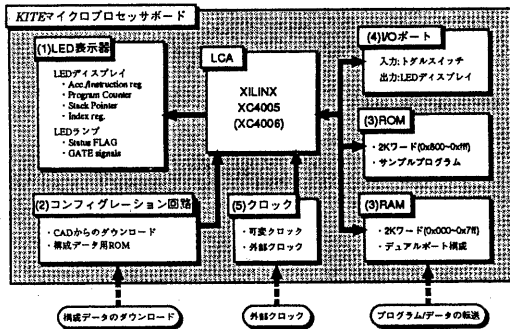 KITEマイクロプロセッサボード
(1)LED表示器
LEDディスプレイ
・Acc./Instruction reg
・Program Counter
・Stack Pointer
・Index reg.
LEDランプ
・Status FLAG
・GATE signals
LCA
XILINX
XC4005
(XC4006)
(4)I/Oポート
入力:トグルスイッチ
出力:LEDディスプレイ
(3)ROM
・2Kワード(0x800~0xfff)
・サンプルプログラム
(2)コンフィグレーション回路
・CADからのダウンロード
・構成データ用ROM
(5)クロック
・可変クロック
・外部クロック
(3)RAM
・2Kワード(0x000~0x7ff)
・デュアルポート構成
構成データのダウンロード
外部クロック
プログラム/データの転送